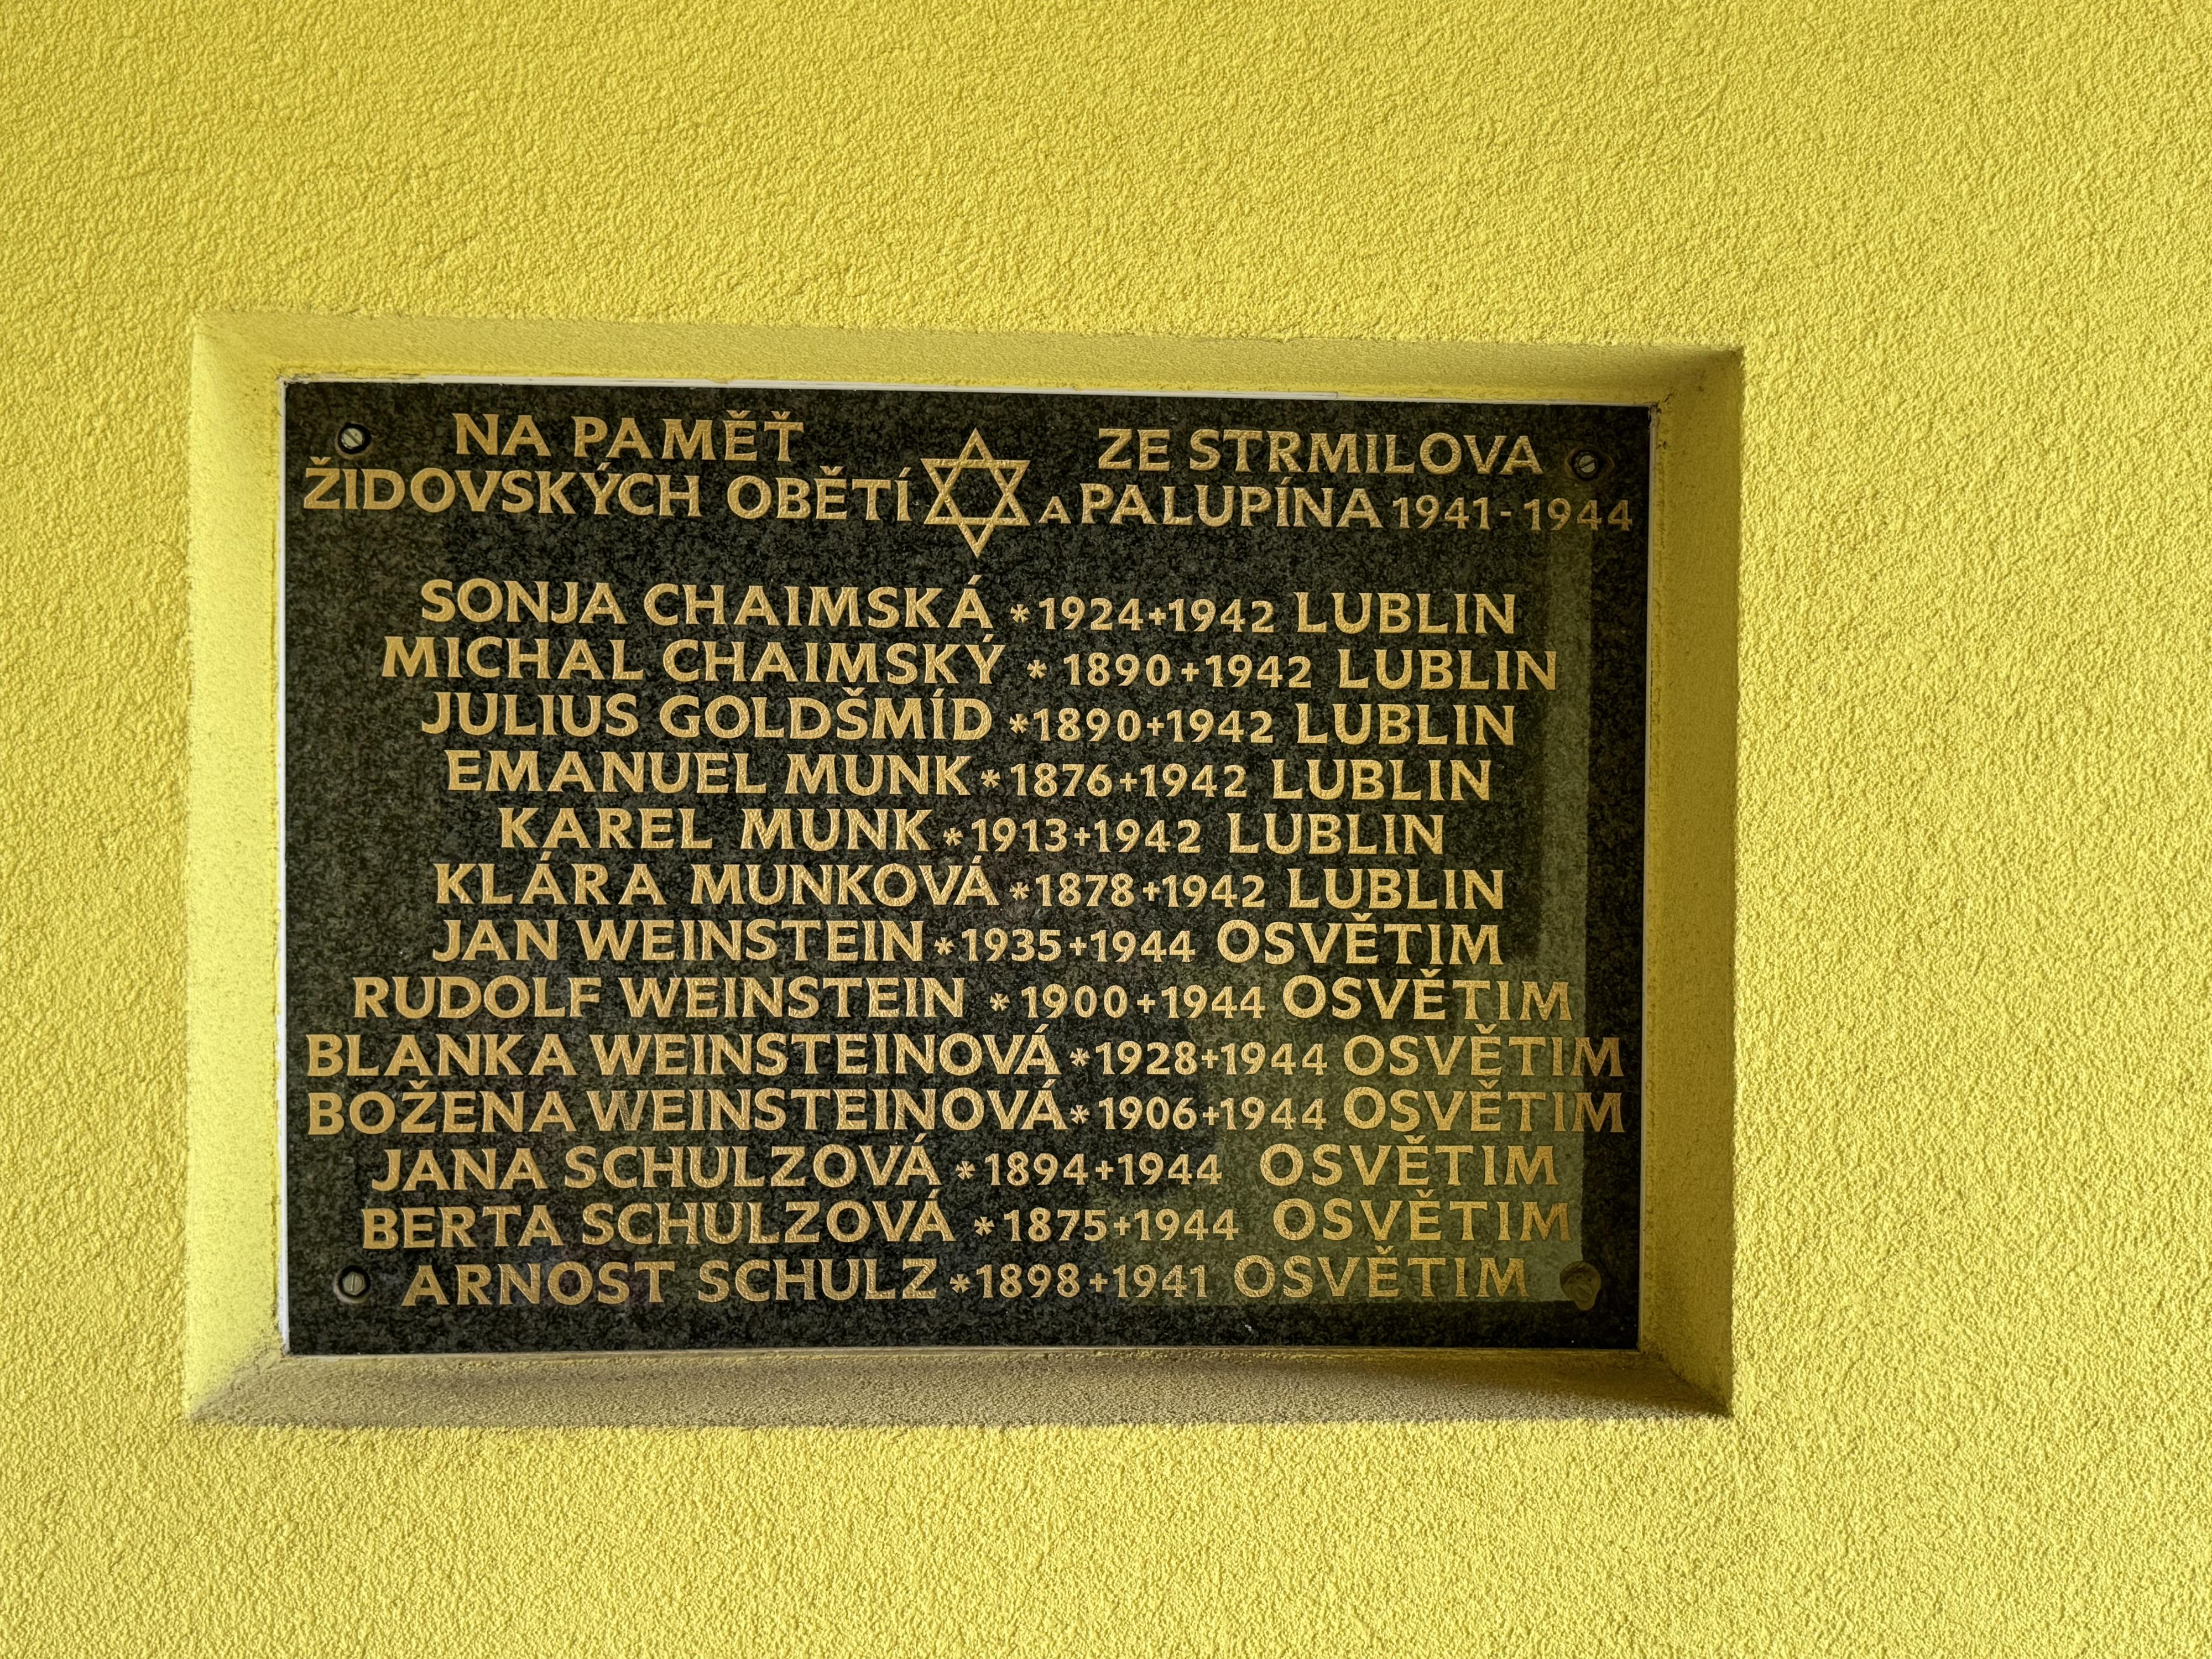 NA PAMĚŤ ZE STRMILOVA
ŽIDOVSKÝCH OBĚTÍ A PALUPÍNA 1941-1944
SONJA CHAIMSKÁ *1924+1942 LUBLIN
MICHAL CHAIMSKÝ * 1890+1942 LUBLIN
JULIUS GOLDŠMÍD *1890+1942 LUBLIN
EMANUEL MUNK *1876+1942 LUBLIN
KAREL MUNK *1913+1942 LUBLIN
KLÁRA MUNKOVÁ *1878+1942 LUBLIN
JAN WEINSTEIN *1935+1944 OSVĚTIM
RUDOLF WEINSTEIN * 1900+1944 OSVĚTIM
BLANKA WEINSTEINOVÁ *1928+1944 OSVĚTIM
BOŽENA WEINSTEINOVÁ * 1906+1944 OSVĚTIM
JANA SCHULZOVÁ *1894+1944 OSVĚTIM
BERTA SCHULZOVÁ *1875+1944 OSVĚTIM
ARNOST SCHULZ *1898+1941 OSVĚTIM